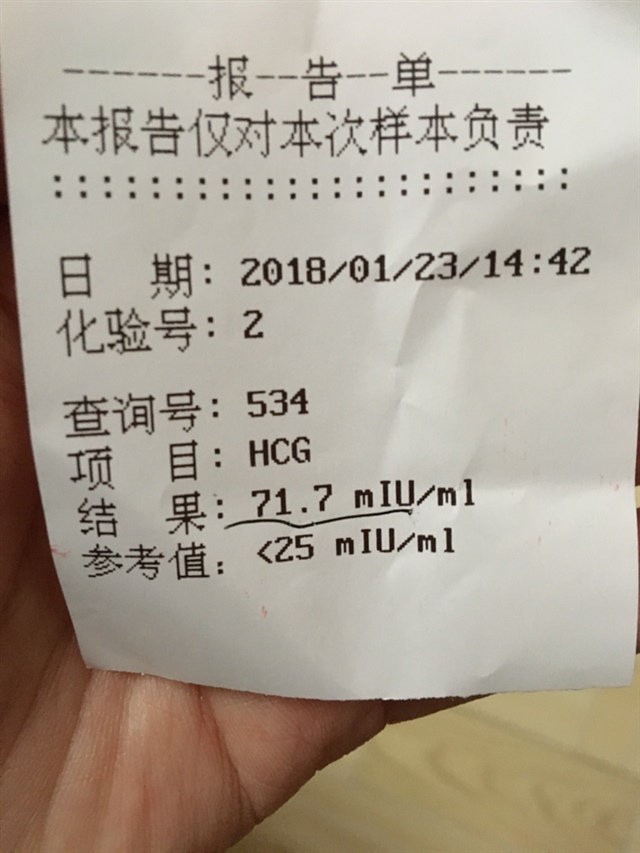 ------报--告--单------
本报告仅对本次样本负责
::::::::::::::::::::::
日 期: 2018/01/23/14:42
化验号: 2
查询号: 534
项 目: HCG
结 果: 71.7 mIU/ml
参考值: <25 mIU/ml